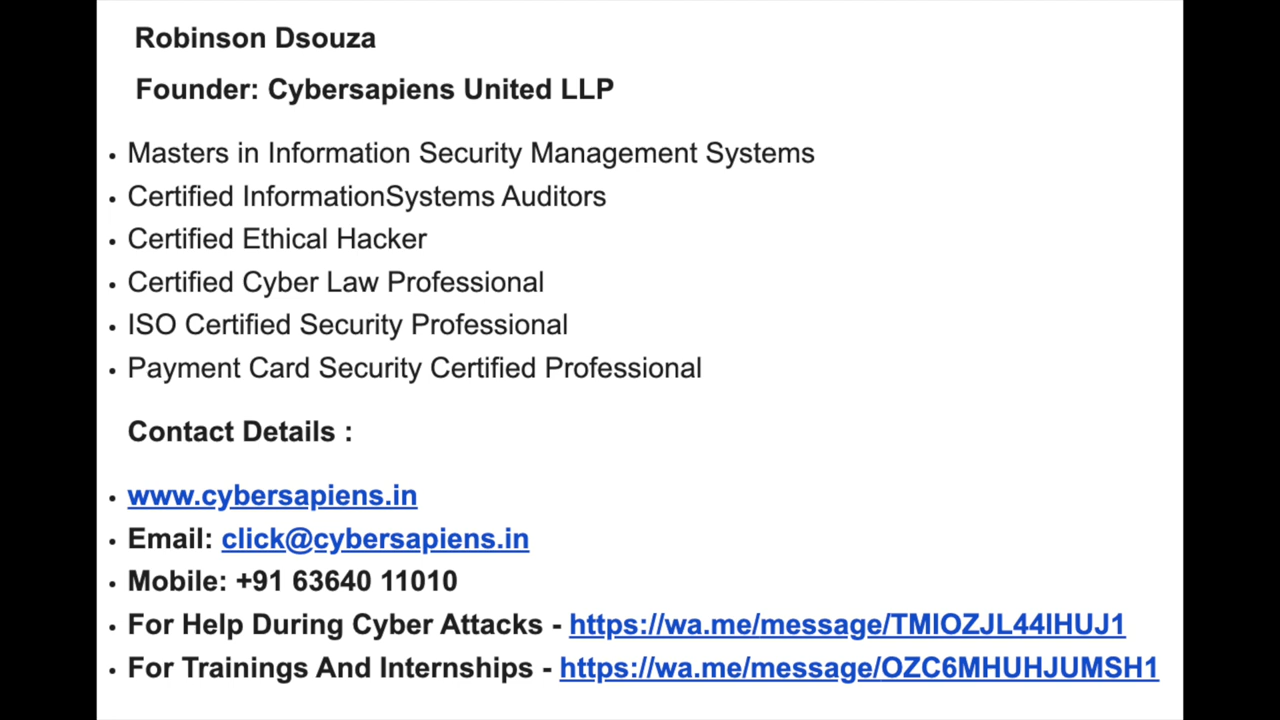 Robinson Dsouza
Founder: Cybersapiens United LLP
• Masters in Information Security Management Systems
• Certified InformationSystems Auditors
• Certified Ethical Hacker
• Certified Cyber Law Professional
• ISO Certified Security Professional
• Payment Card Security Certified Professional
Contact Details :
• www.cybersapiens.in
• Email: click@cybersapiens.in
• Mobile: +91 63640 11010
• For Help During Cyber Attacks - https://wa.me/message/TMIOZJL44IHUJ1
• For Trainings And Internships - https://wa.me/message/OZC6MHUHJUMSH1